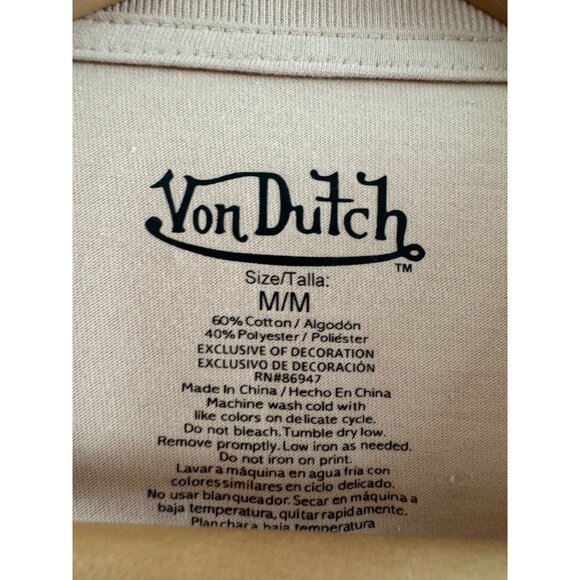 Von Dutch
TM
Size/Talla:
M/M
60% Cotton / Algodón
40% Polyester / Poliéster
EXCLUSIVE OF DECORATION
EXCLUSIVO DE DECORACIÓN
RN#86947
Made In China / Hecho En China
Machine wash cold with
like colors on delicate cycle.
Do not bleach. Tumble dry low.
Remove promptly. Low iron as needed.
Do not iron on print.
Lavar a máquina en agua fría con
colores similares en ciclo delicado.
No usar blanqueador. Secar en máquina a
baja temperatura, quitar rapidamente.
Planchar a baja temperatura